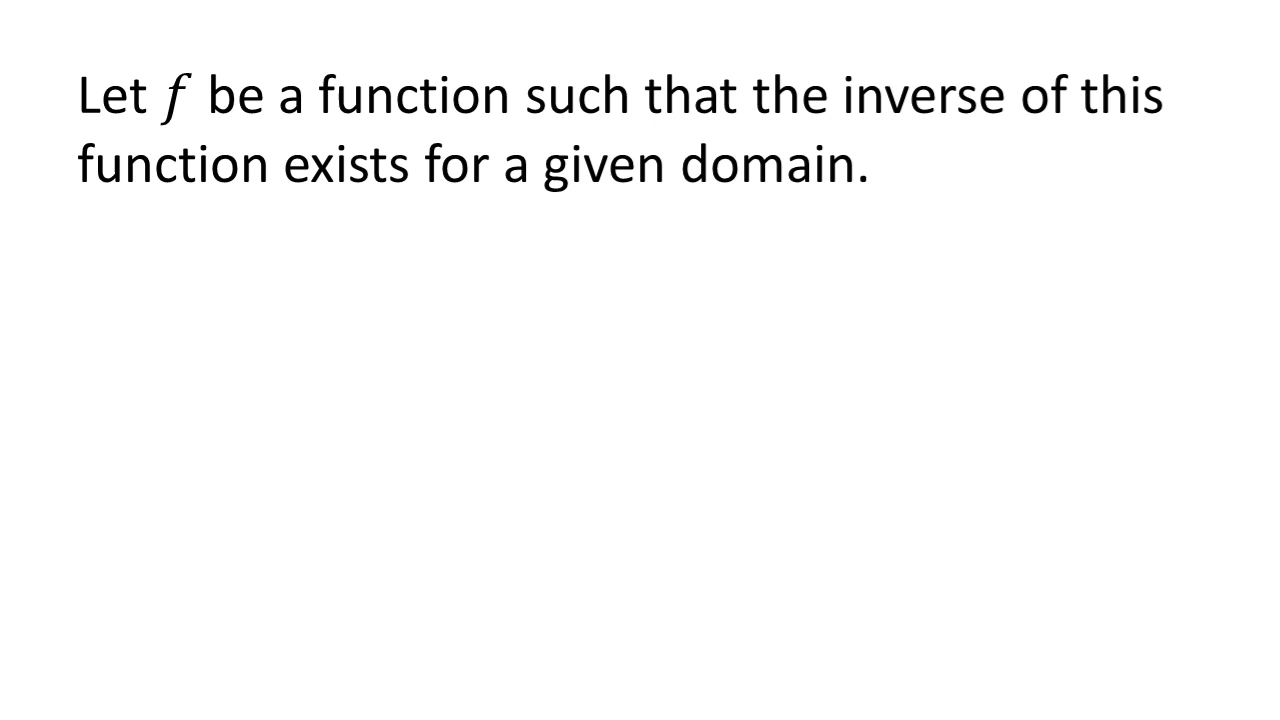 Let f be a function such that the inverse of this
function exists for a given domain.